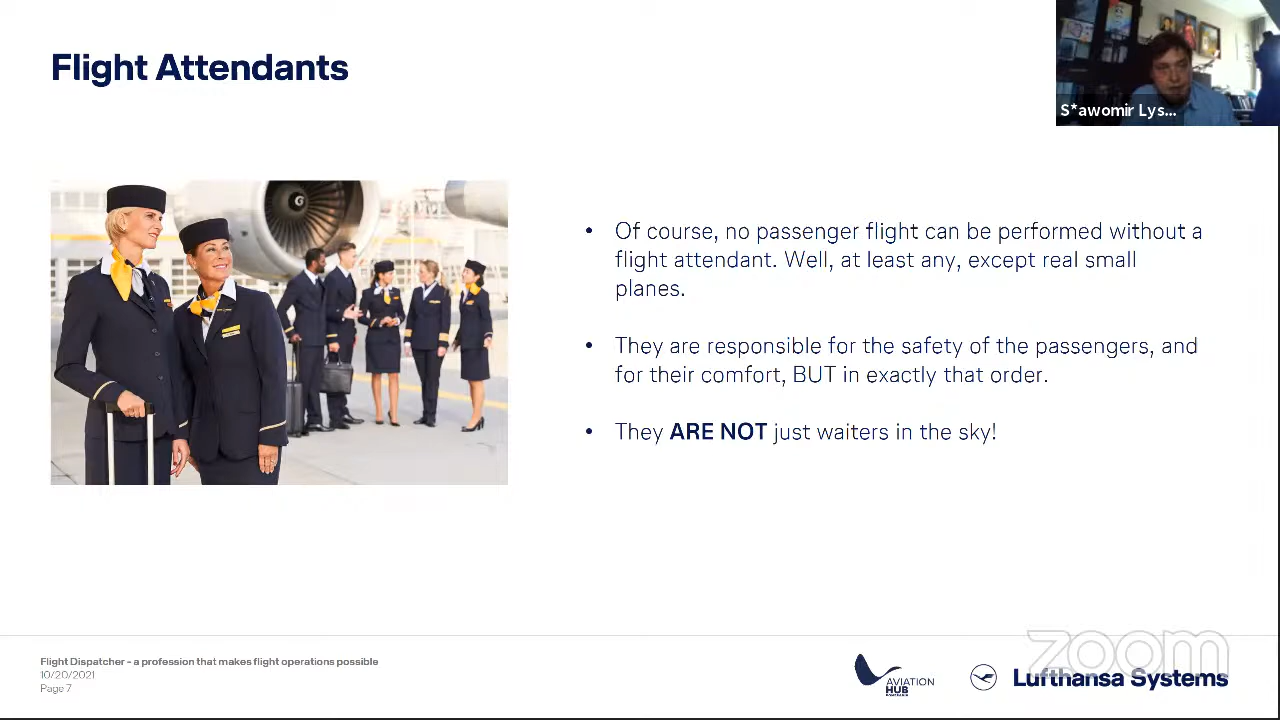 Flight Attendants
S*awomir Lys...
• Of course, no passenger flight can be performed without a
flight attendant. Well, at least any, except real small
planes.
• They are responsible for the safety of the passengers, and
for their comfort, BUT in exactly that order.
• They ARE NOT just waiters in the sky!
zoom
Flight Dispatcher - a profession that makes flight operations possible
10/20/2021
Page 7
AVIATION
HUB
Lufthansa Systems